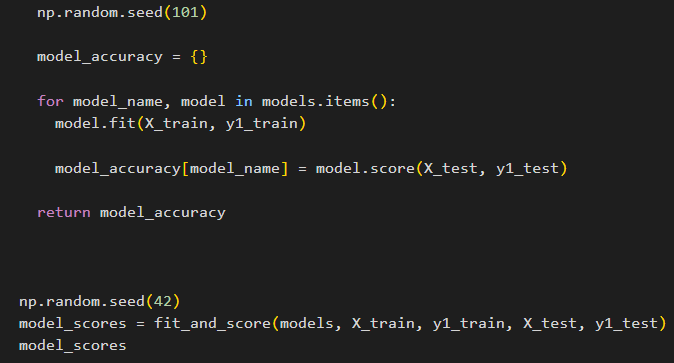 np.random.seed(101)
model_accuracy = {}
for model_name, model in models.items():
model.fit(X_train, y1_train)
model_accuracy[model_name] = model.score(X_test, y1_test)
return model_accuracy
np.random.seed(42)
model_scores = fit_and_score(models, X_train, y1_train, X_test, y1_test)
model_scores